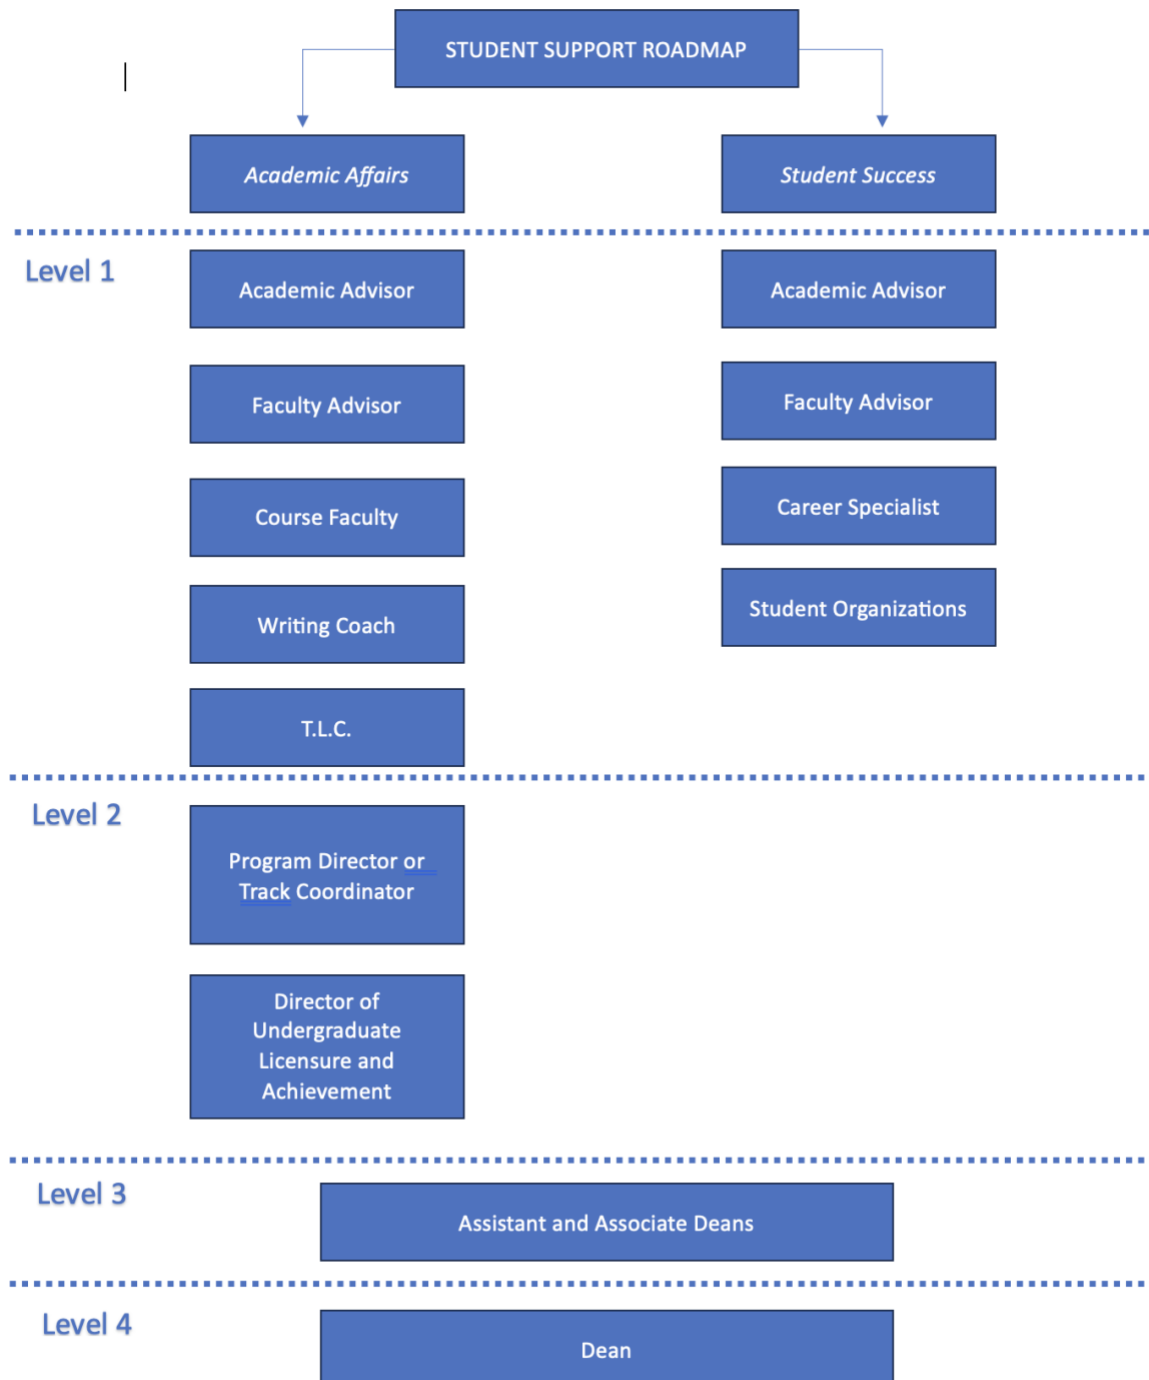 STUDENT SUPPORT ROADMAP
Academic Affairs
Student Success
Level 1
Academic Advisor
Academic Advisor
Faculty Advisor
Faculty Advisor
Course Faculty
Career Specialist
Writing Coach
Student Organizations
T.L.C.
Level 2
Program Director or
Track Coordinator
Director of
Undergraduate
Licensure and
Achievement
Level 3
Assistant and Associate Deans
Level 4
Dean